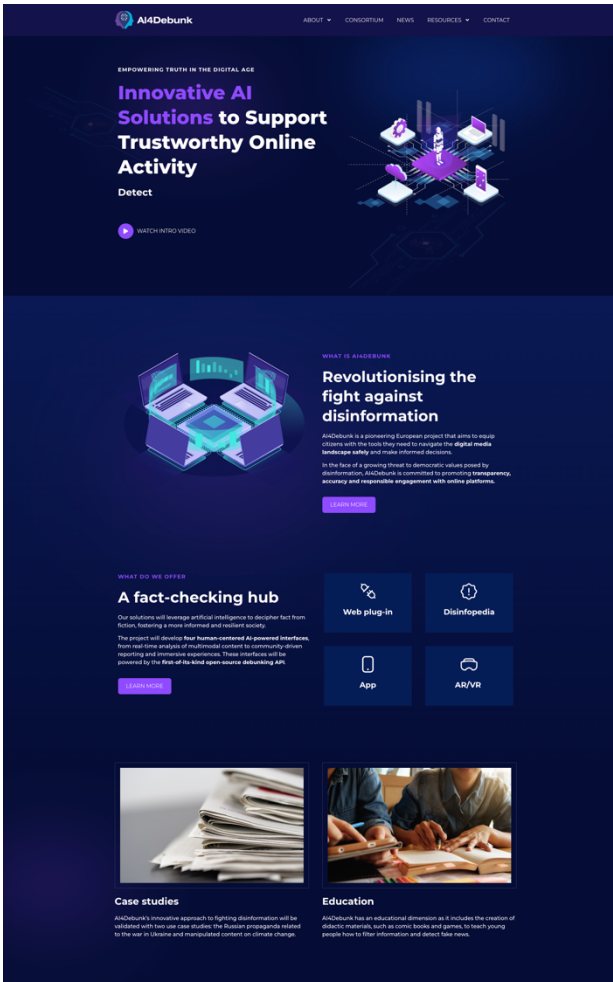 AI4Debunk
ABOUT CONSORTIUM NEWS RESOURCES CONTACT
EMPOWERING TRUTH IN THE DIGITAL AGE
Innovative AI
Solutions to Support
Trustworthy Online
Activity
Detect
WATCH INTRO VIDEO
WHAT IS AI4DEBUNK
Revolutionising the
fight against
disinformation
AI4Debunk is a pioneering European project that aims to equip
citizens with the tools they need to navigate the digital media
landscape safely and make informed decisions.
In the face of a growing threat to democratic values posed by
disinformation, AI4Debunk is committed to promoting transparency,
accuracy and responsible engagement with online platforms.
LEARN MORE
WHAT DO WE OFFER
A fact-checking hub
Our solutions will leverage artificial intelligence to decipher fact from
fiction, fostering a more informed and resilient society.
The project will develop four human-centered AI-powered interfaces,
from real-time analysis of multimodal content to community-driven
reporting and immersive experiences. These interfaces will be
powered by the first-of-its-kind open-source debunking API.
LEARN MORE
Web plug-in
Disinfopedia
App
AR/VR
Case studies
AI4Debunk's innovative approach to fighting disinformation will be
validated with two use case studies: the Russian propaganda related
to the war in Ukraine and manipulated content on climate change.
Education
AI4Debunk has an educational dimension as it includes the creation of
didactic materials, such as comic books and games, to teach young
people how to filter information and detect fake news.